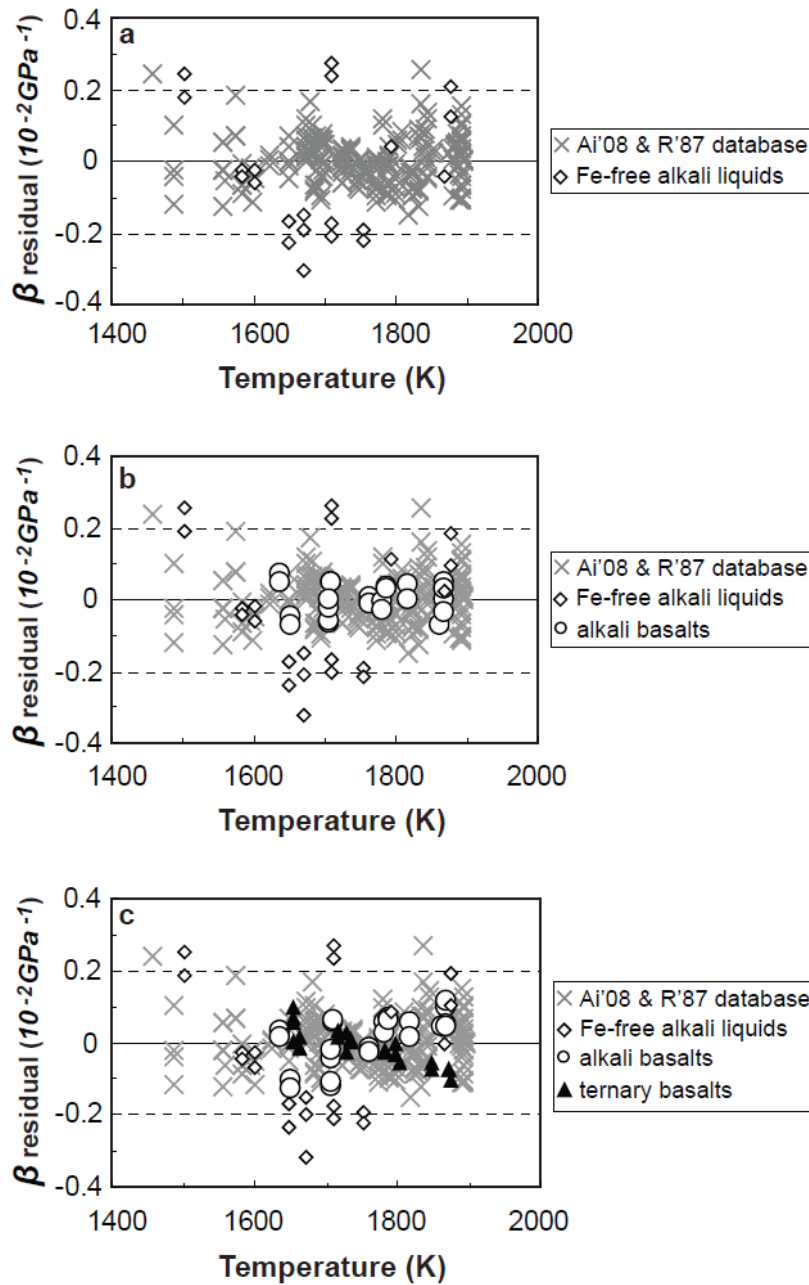 a
0.4
0.2
0
-0.2
-0.4
β residual (10⁻²GPa⁻¹)
1400 1600 1800 2000
Temperature (K)
Ai'08 & R'87 database
Fe-free alkali liquids
b
0.4
0.2
0
-0.2
-0.4
β residual (10⁻²GPa⁻¹)
1400 1600 1800 2000
Temperature (K)
Ai'08 & R'87 database
Fe-free alkali liquids
alkali basalts
c
0.4
0.2
0
-0.2
-0.4
β residual (10⁻²GPa⁻¹)
1400 1600 1800 2000
Temperature (K)
Ai'08 & R'87 database
Fe-free alkali liquids
alkali basalts
ternary basalts